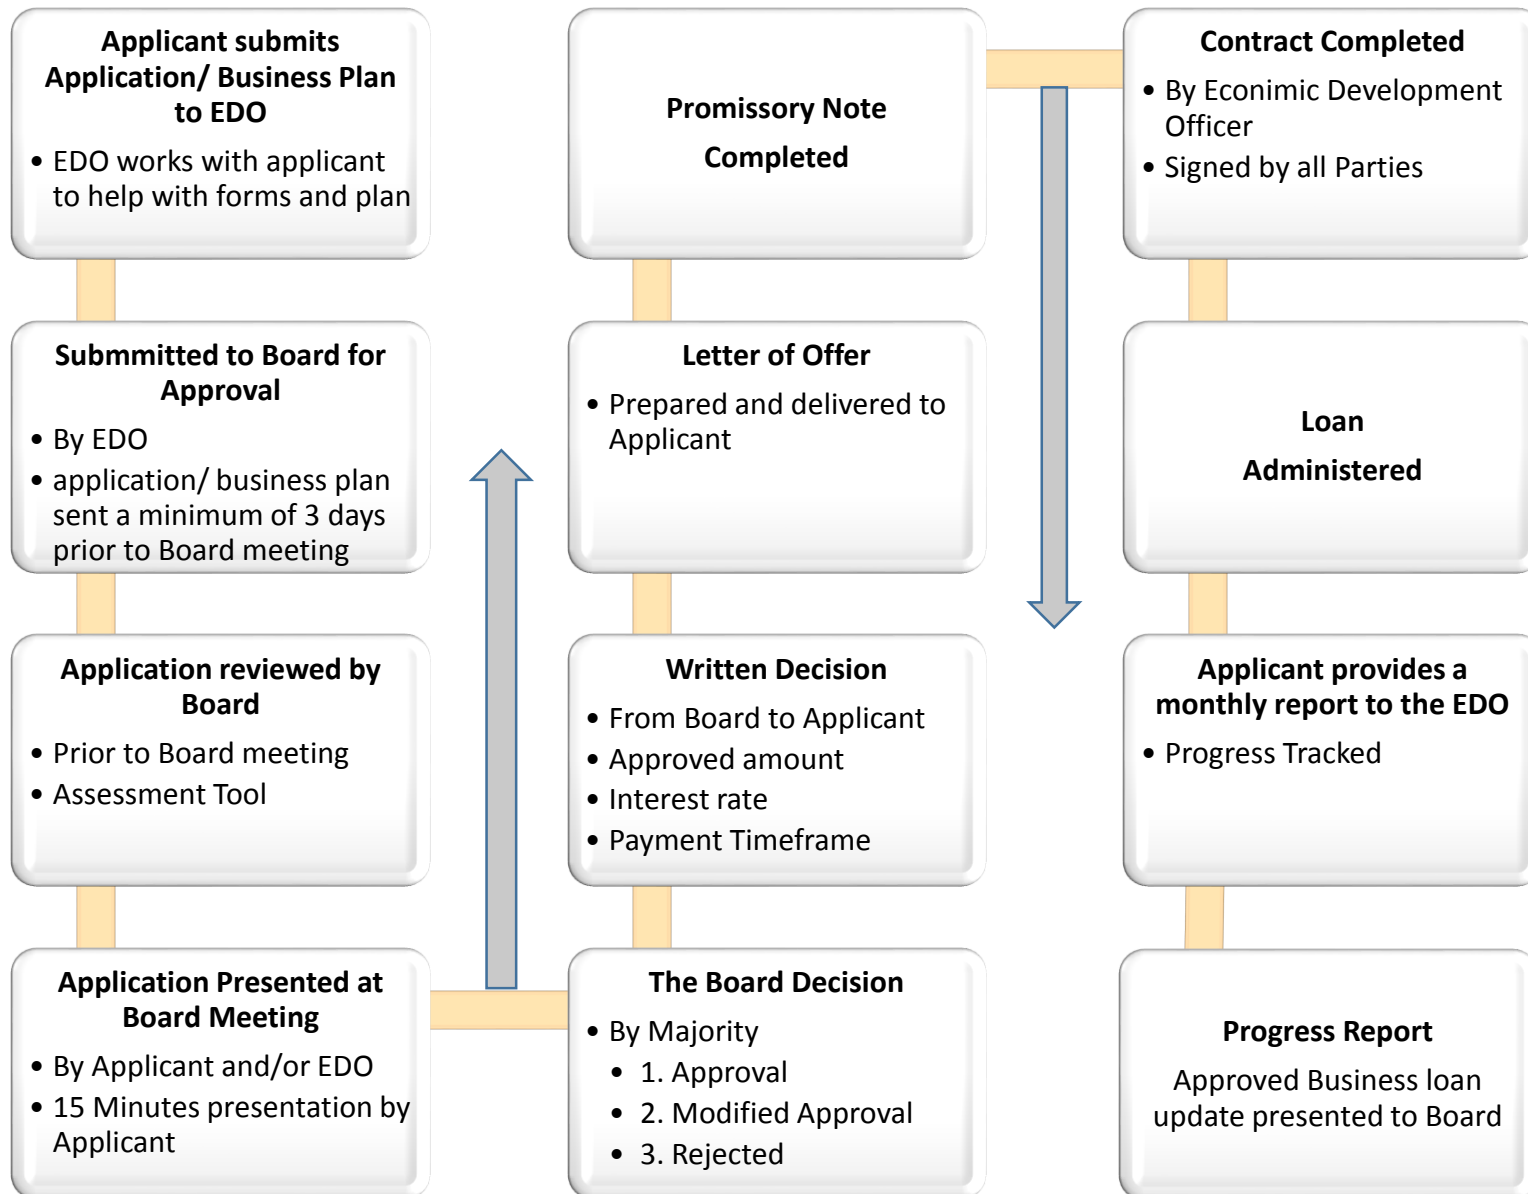 Applicant submits
Application/ Business Plan
to EDO
• EDO works with applicant
to help with forms and plan
Submmitted to Board for
Approval
• By EDO
• application/ business plan
sent a minimum of 3 days
prior to Board meeting
Application reviewed by
Board
• Prior to Board meeting
• Assessment Tool
Application Presented at
Board Meeting
• By Applicant and/or EDO
• 15 Minutes presentation by
Applicant
The Board Decision
• By Majority
• 1. Approval
• 2. Modified Approval
• 3. Rejected
Written Decision
• From Board to Applicant
• Approved amount
• Interest rate
• Payment Timeframe
Letter of Offer
• Prepared and delivered to
Applicant
Promissory Note
Completed
Contract Completed
• By Econimic Development
Officer
• Signed by all Parties
Loan
Administered
Applicant provides a
monthly report to the EDO
• Progress Tracked
Progress Report
Approved Business loan
update presented to Board